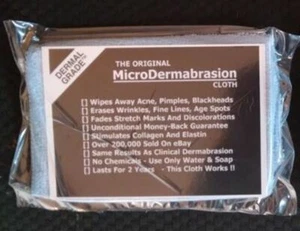 DERMAL
GRADE™
THE ORIGINAL
MicroDermabrasion
CLOTH
[ ] Wipes Away Acne, Pimples, Blackheads
[ ] Erases Wrinkles, Fine Lines, Age Spots
[ ] Fades Stretch Marks And Discolorations
[ ] Unconditional Money-Back Guarantee
[ ] Stimulates Collagen And Elastin
[ ] Over 200,000 Sold On eBay
[ ] Same Results As Clinical Dermabrasion
[ ] No Chemicals - Use Only Water & Soap
[ ] Lasts For 2 Years - This Cloth Works !!